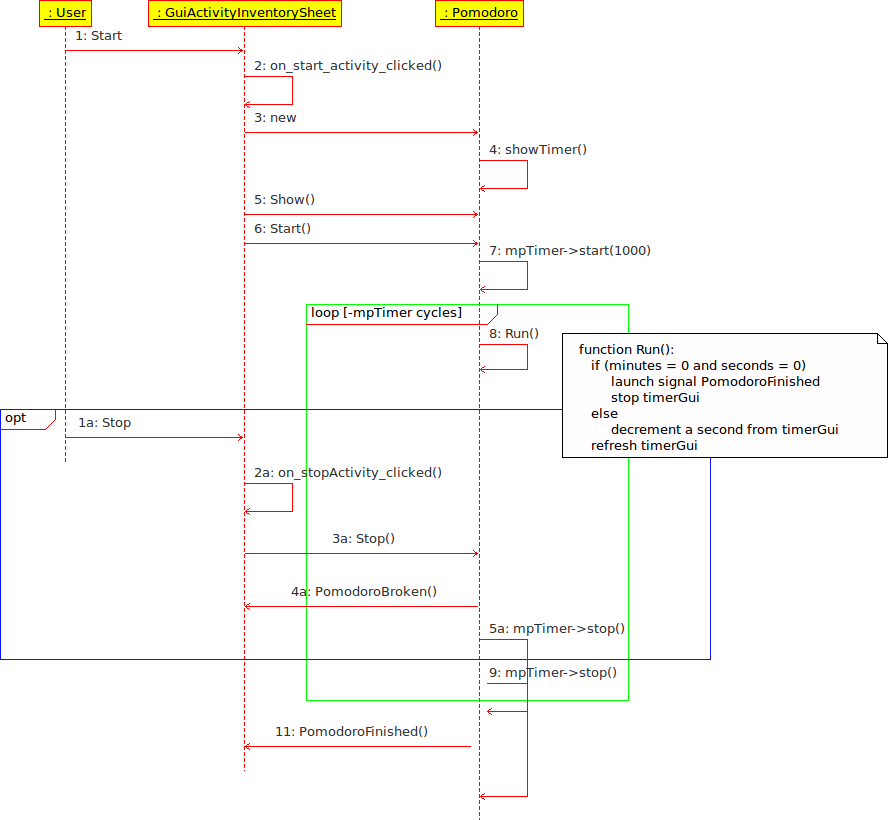 : User
: GuiActivityInventorySheet
: Pomodoro
1: Start
2: on_start_activity_clicked()
3: new
4: showTimer()
5: Show()
6: Start()
7: mpTimer->start(1000)
loop [-mpTimer cycles]
8: Run()
function Run():
if (minutes = 0 and seconds = 0)
launch signal PomodoroFinished
stop timerGui
else
decrement a second from timerGui
refresh timerGui
opt
1a: Stop
2a: on_stopActivity_clicked()
3a: Stop()
4a: PomodoroBroken()
5a: mpTimer->stop()
9: mpTimer->stop()
11: PomodoroFinished()